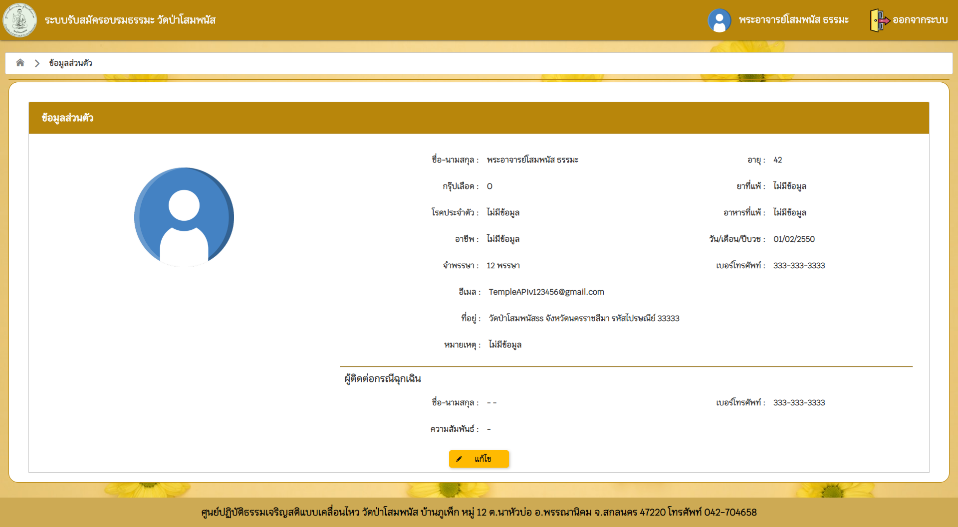 ระบบรับสมัครอบรมธรรมะ วัดป่าโสมพนัส
พระอาจารย์โสมพนัส ธรรมะ
ออกจากระบบ
ข้อมูลส่วนตัว
ข้อมูลส่วนตัว
ชื่อ-นามสกุล : พระอาจารย์โสมพนัส ธรรมะ อายุ : 42
กรุ๊ปเลือด : O ยาที่แพ้ : ไม่มีข้อมูล
โรคประจำตัว : ไม่มีข้อมูล อาหารที่แพ้ : ไม่มีข้อมูล
อาชีพ : ไม่มีข้อมูล วัน/เดือน/ปีบวช : 01/02/2550
จำพรรษา : 12 พรรษา เบอร์โทรศัพท์ : 333-333-3333
อีเมล : TempleAPIv123456@gmail.com
ที่อยู่ : วัดป่าโสมพนัสss จังหวัดนครราชสีมา รหัสไปรษณีย์ 33333
หมายเหตุ : ไม่มีข้อมูล
ผู้ติดต่อกรณีฉุกเฉิน
ชื่อ-นามสกุล : - - เบอร์โทรศัพท์ : 333-333-3333
ความสัมพันธ์ : -
แก้ไข
ศูนย์ปฏิบัติธรรมเจริญสติแบบเคลื่อนไหว วัดป่าโสมพนัส บ้านภูเพ็ก หมู่ 12 ต.นาหัวบ่อ อ.พรรณานิคม จ.สกลนคร 47220 โทรศัพท์ 042-704658